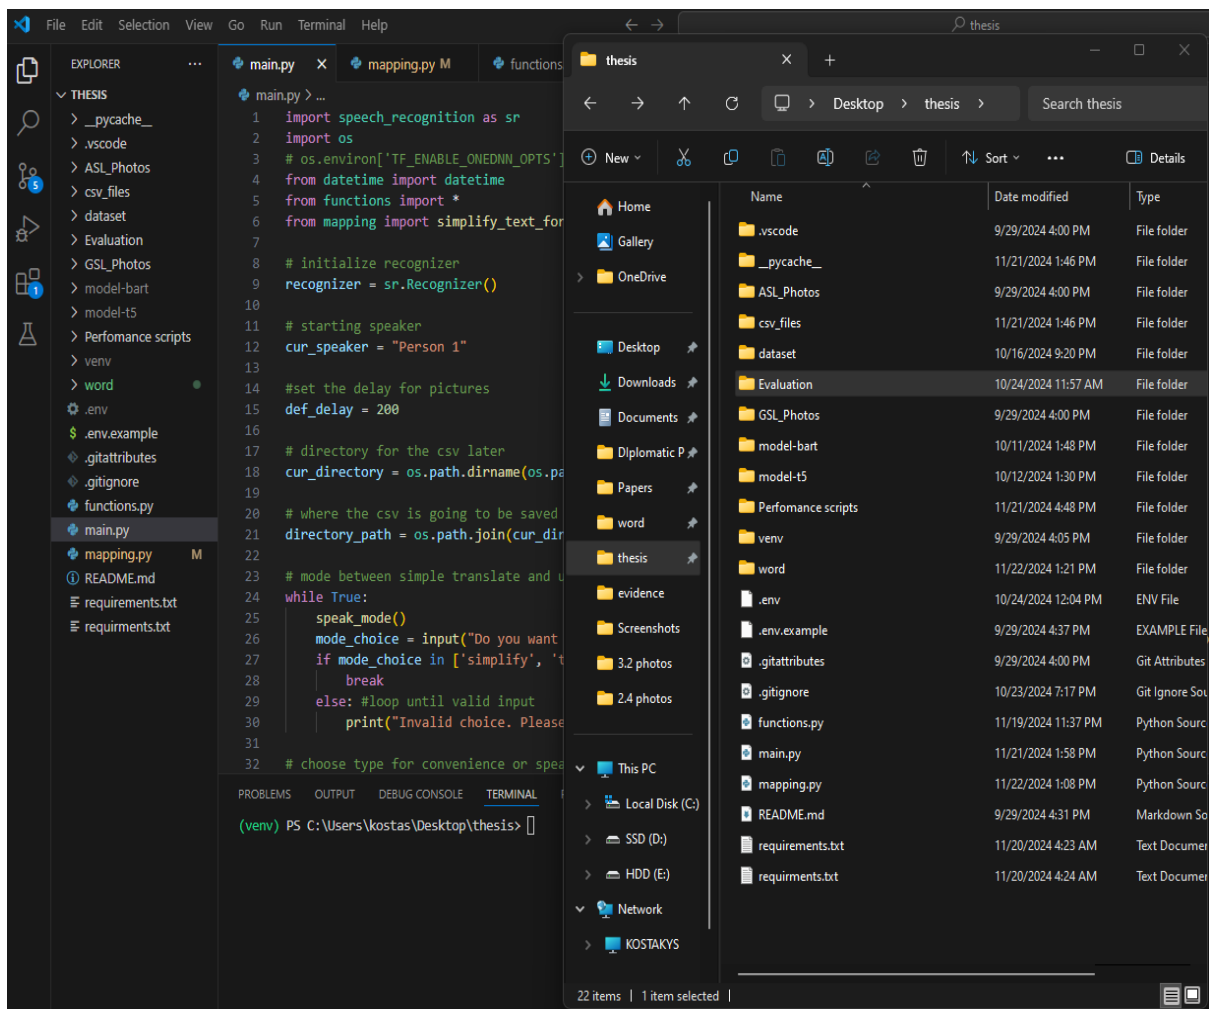 File Edit Selection View Go Run Terminal Help
thesis
EXPLORER
THESIS
__pycache__
.vscode
ASL_Photos
csv_files
dataset
Evaluation
GSL_Photos
model-bart
model-t5
Perfomance scripts
venv
word
.env
$ .env.example
.gitattributes
.gitignore
functions.py
main.py
mapping.py M
README.md
requirements.txt
requirments.txt
5
1
main.py
mapping.py M
functions
main.py > ...
1 import speech_recognition as sr
2 import os
3 # os.environ['TF_ENABLE_ONEDNN_OPTS']
4 from datetime import datetime
5 from functions import *
6 from mapping import simplify_text_for
7
8 # initialize recognizer
9 recognizer = sr.Recognizer()
10
11 # starting speaker
12 cur_speaker = "Person 1"
13
14 #set the delay for pictures
15 def_delay = 200
16
17 # directory for the csv later
18 cur_directory = os.path.dirname(os.pa
19
20 # where the csv is going to be saved
21 directory_path = os.path.join(cur_dir
22
23 # mode between simple translate and u
24 while True:
25 speak_mode()
26 mode_choice = input("Do you want
27 if mode_choice in ['simplify', 't
28 break
29 else: #loop until valid input
30 print("Invalid choice. Please
31
32 # choose type for convenience or spea
PROBLEMS OUTPUT DEBUG CONSOLE TERMINAL
(venv) PS C:\Users\kostas\Desktop\thesis>
thesis
Desktop > thesis >
Search thesis
New
Sort
Details
Home
Gallery
OneDrive
Desktop
Downloads
Documents
DIplomatic P
Papers
word
thesis
evidence
Screenshots
3.2 photos
2.4 photos
This PC
Local Disk (C:)
SSD (D:)
HDD (E:)
Network
KOSTAKYS
Name Date modified Type
.vscode 9/29/2024 4:00 PM File folder
__pycache__ 11/21/2024 1:46 PM File folder
ASL_Photos 9/29/2024 4:00 PM File folder
csv_files 11/21/2024 1:46 PM File folder
dataset 10/16/2024 9:20 PM File folder
Evaluation 10/24/2024 11:57 AM File folder
GSL_Photos 9/29/2024 4:00 PM File folder
model-bart 10/11/2024 1:48 PM File folder
model-t5 10/12/2024 1:30 PM File folder
Perfomance scripts 11/21/2024 4:48 PM File folder
venv 9/29/2024 4:05 PM File folder
word 11/22/2024 1:21 PM File folder
.env 10/24/2024 12:04 PM ENV File
.env.example 9/29/2024 4:37 PM EXAMPLE File
.gitattributes 9/29/2024 4:00 PM Git Attributes
.gitignore 10/23/2024 7:17 PM Git Ignore Sou
functions.py 11/19/2024 11:37 PM Python Sourc
main.py 11/21/2024 1:58 PM Python Sourc
mapping.py 11/22/2024 1:08 PM Python Sourc
README.md 9/29/2024 4:31 PM Markdown So
requirements.txt 11/20/2024 4:23 AM Text Documer
requirments.txt 11/20/2024 4:24 AM Text Documer
22 items | 1 item selected |